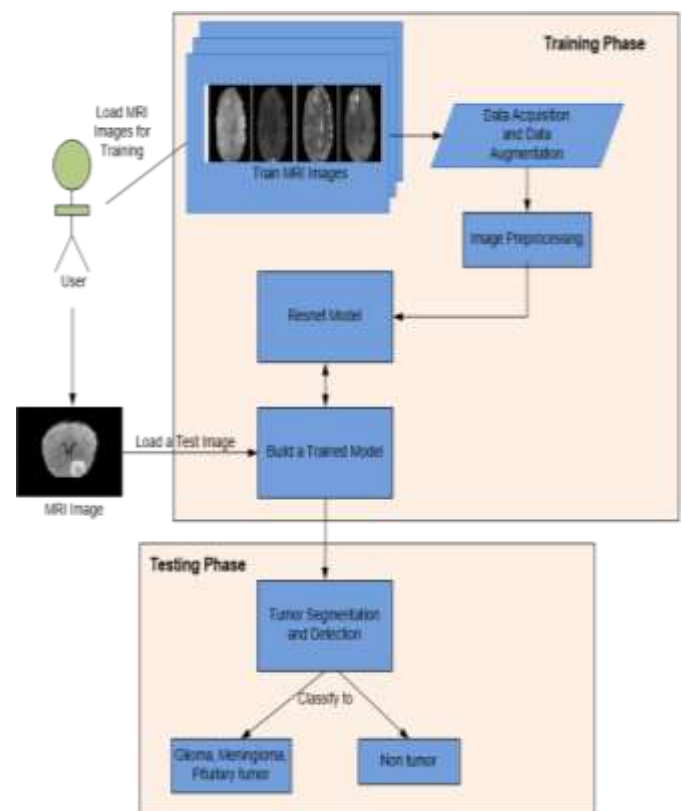 Training Phase
Load MRI
Images for
Training
Train MRI Images
Data Acquisition
and Data
Augmentation
Image Preprocessing
User
Resnet Model
Load a Test Image
Build a Trained Model
MRI Image
Testing Phase
Tumor Segmentation
and Detection
Classify to
Glioma, Meningioma,
Pituitary tumor
Non tumor